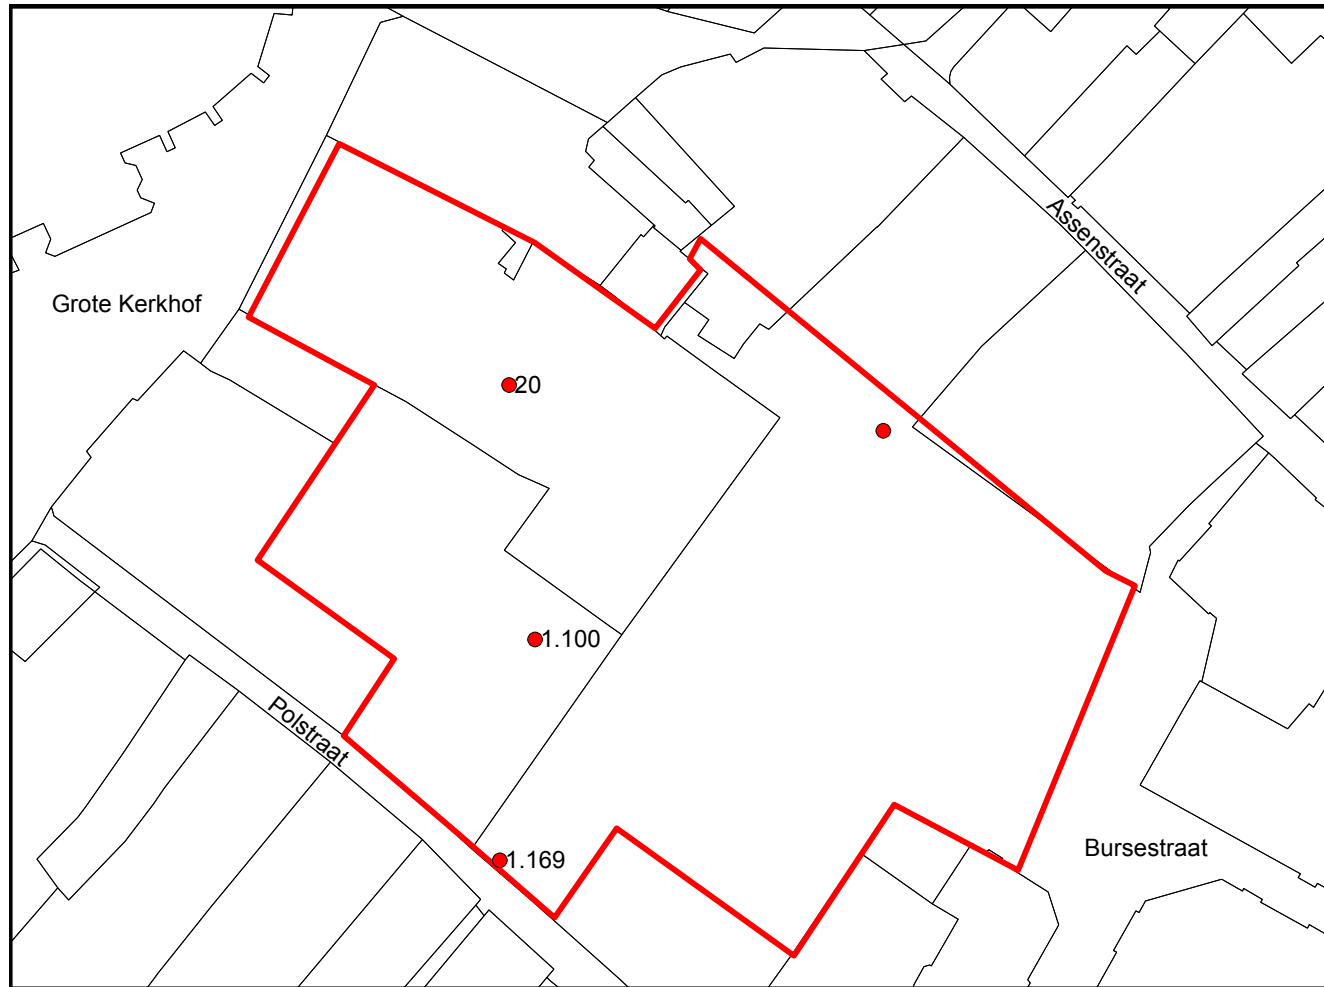 Assenstraat
Grote Kerkhof
20
1.100
Polstraat
Bursestraat
1.169